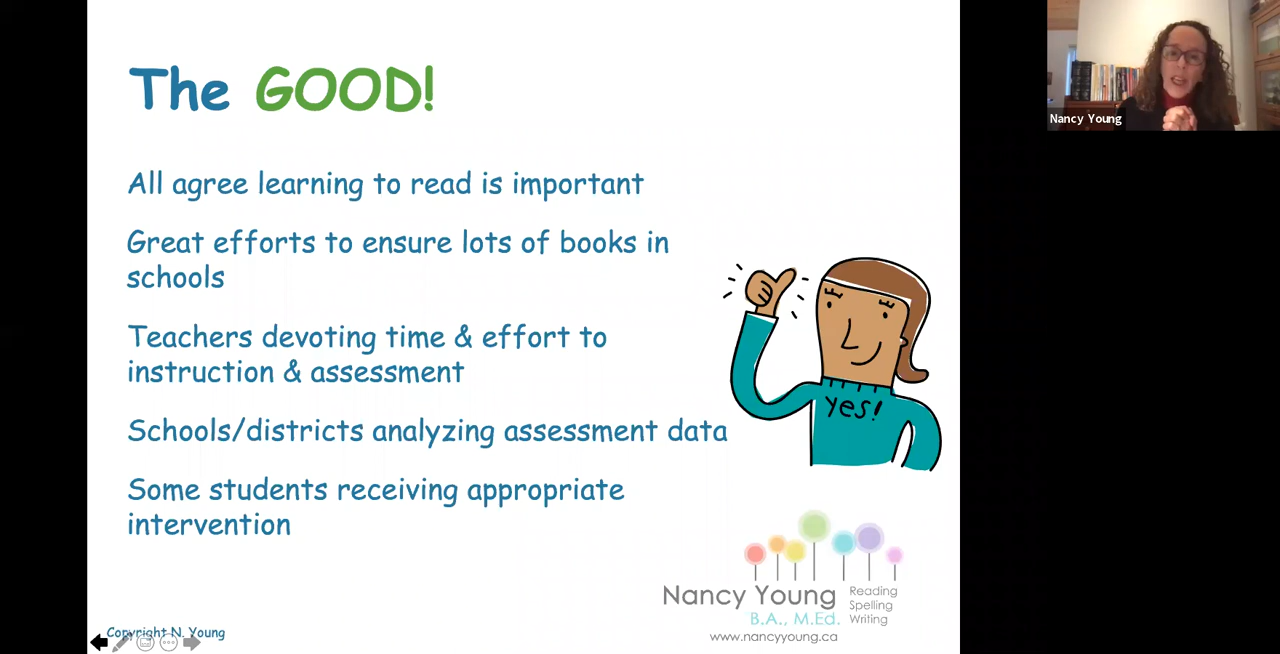 The GOOD!
All agree learning to read is important
Great efforts to ensure lots of books in
schools
Teachers devoting time & effort to
instruction & assessment
Schools/districts analyzing assessment data
Some students receiving appropriate
intervention
yes!
Nancy Young
B.A., M.Ed.
Reading
Spelling
Writing
www.nancyyoung.ca
Copyright N. Young
Nancy Young